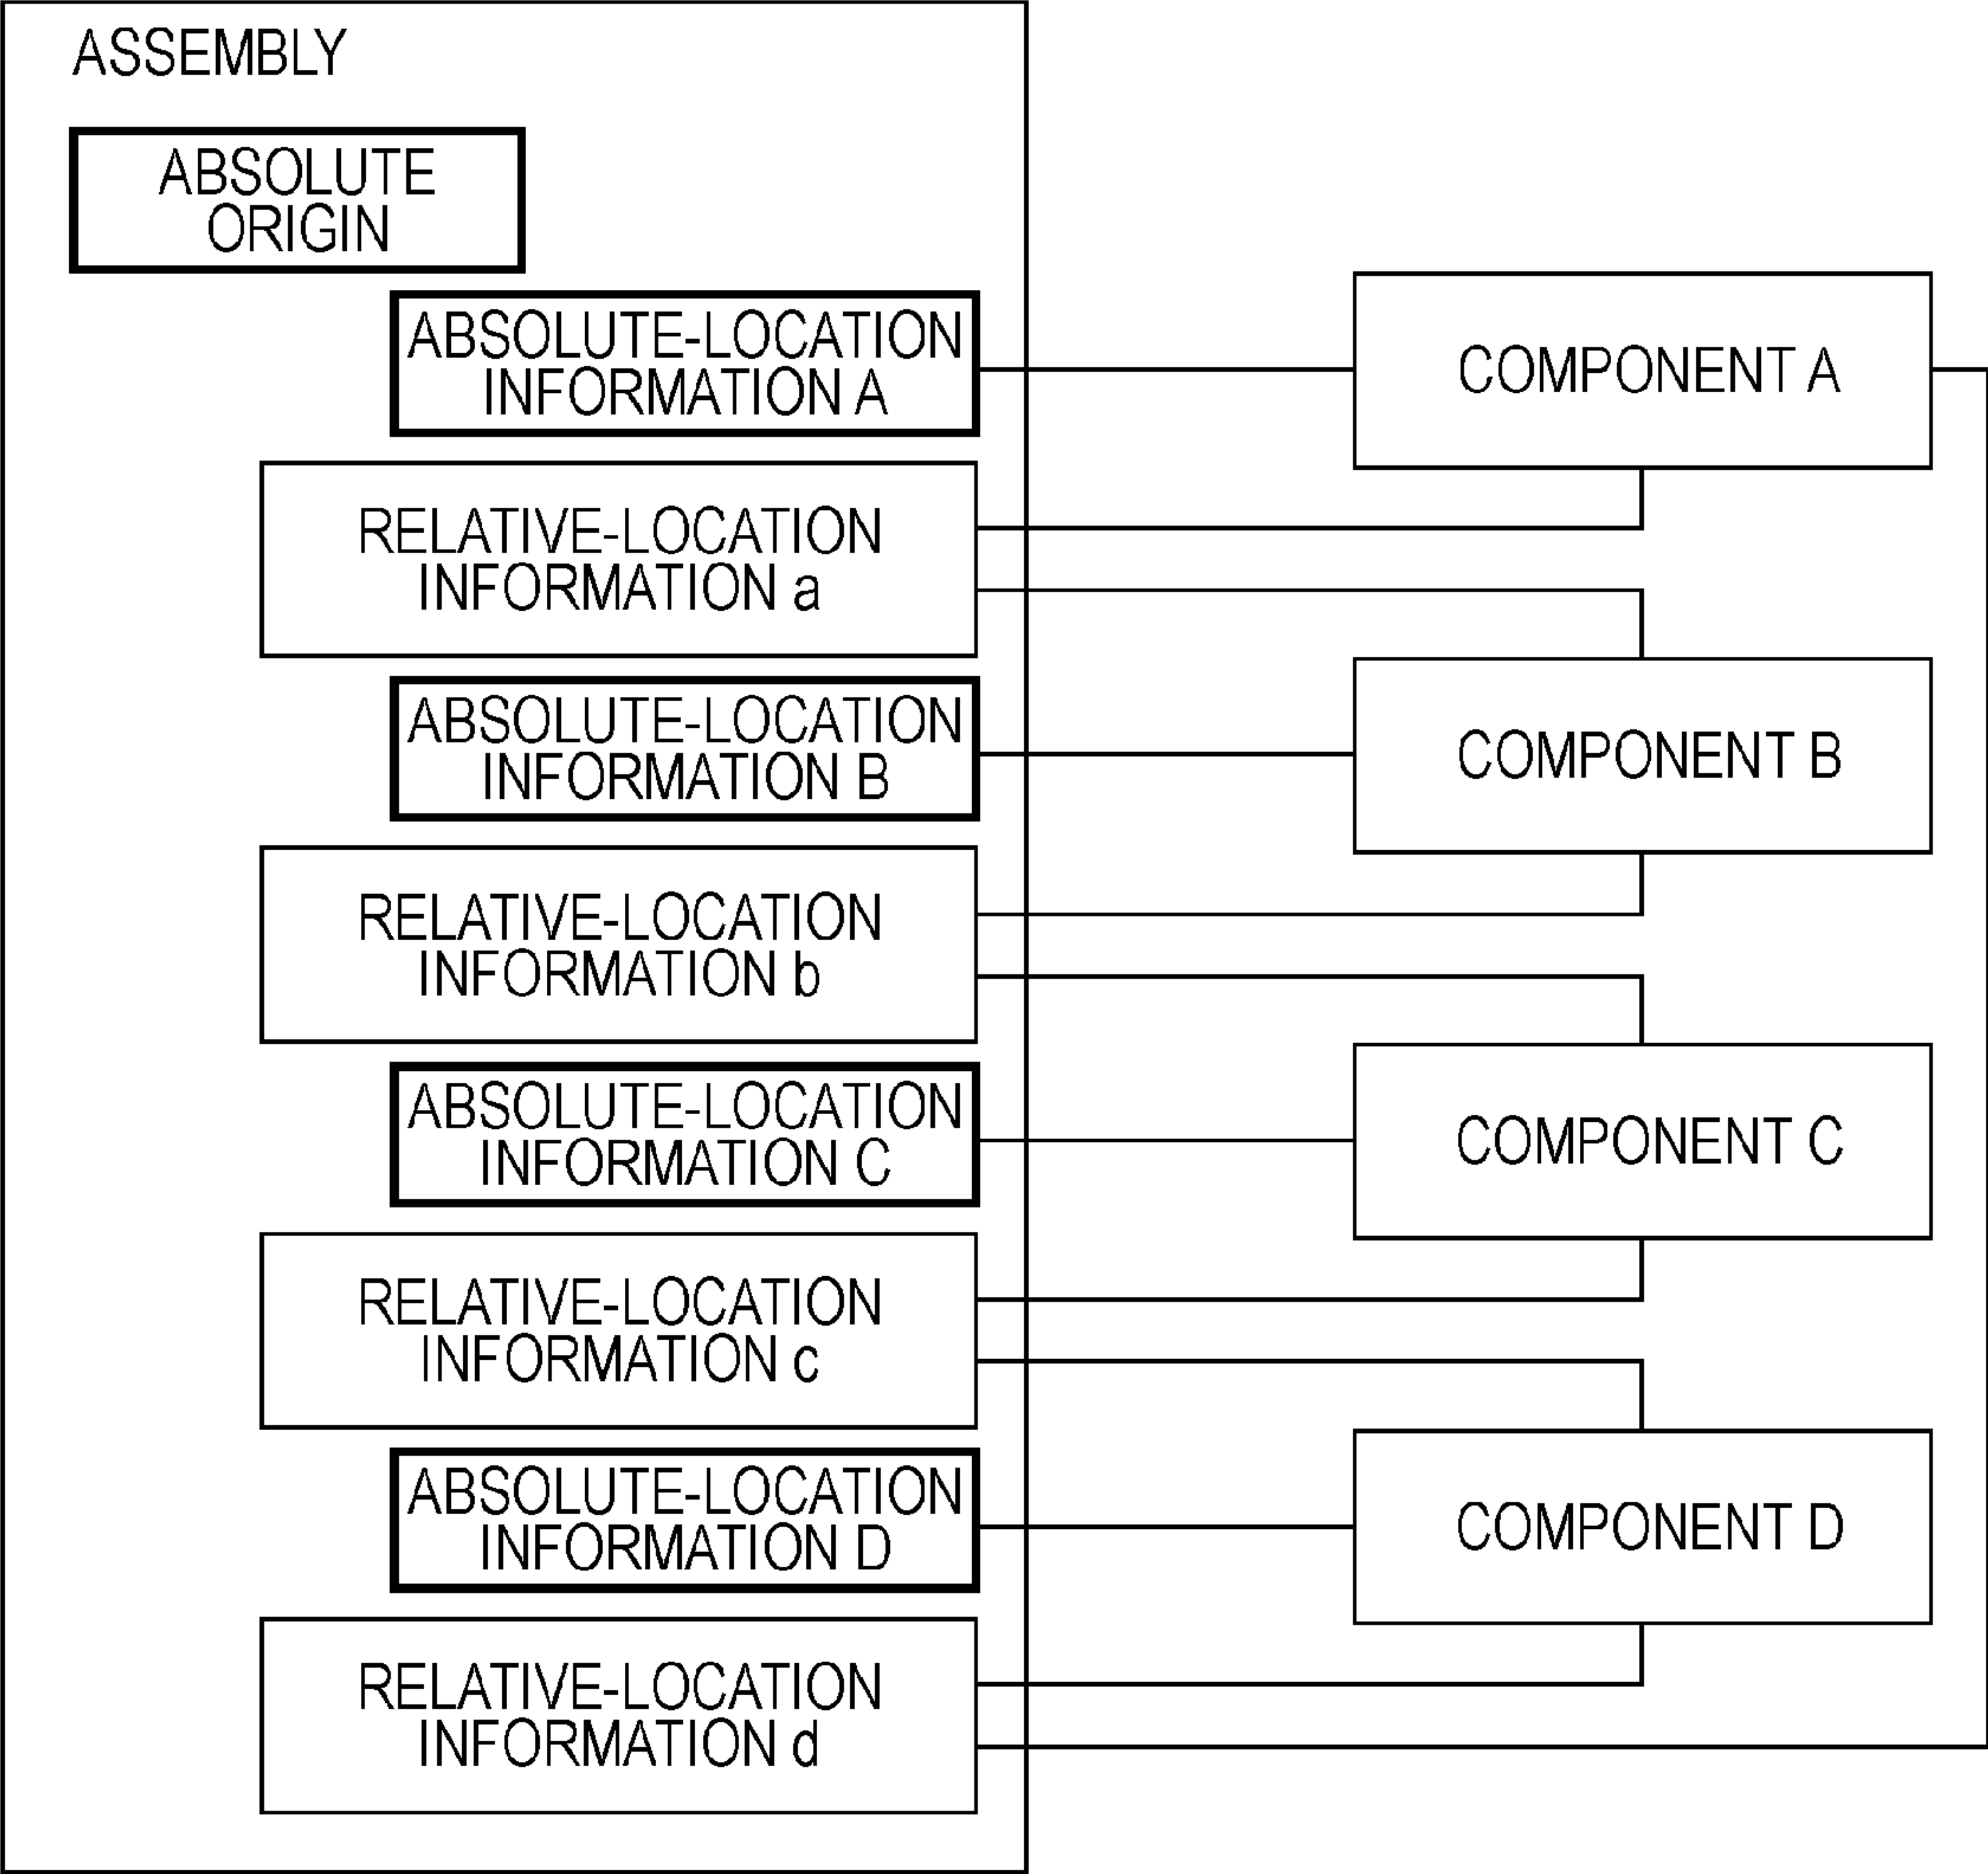 ASSEMBLY
ABSOLUTE
ORIGIN
ABSOLUTE-LOCATION
INFORMATION A
COMPONENT A
RELATIVE-LOCATION
INFORMATION a
ABSOLUTE-LOCATION
INFORMATION B
COMPONENT B
RELATIVE-LOCATION
INFORMATION b
ABSOLUTE-LOCATION
INFORMATION C
COMPONENT C
RELATIVE-LOCATION
INFORMATION c
ABSOLUTE-LOCATION
INFORMATION D
COMPONENT D
RELATIVE-LOCATION
INFORMATION d